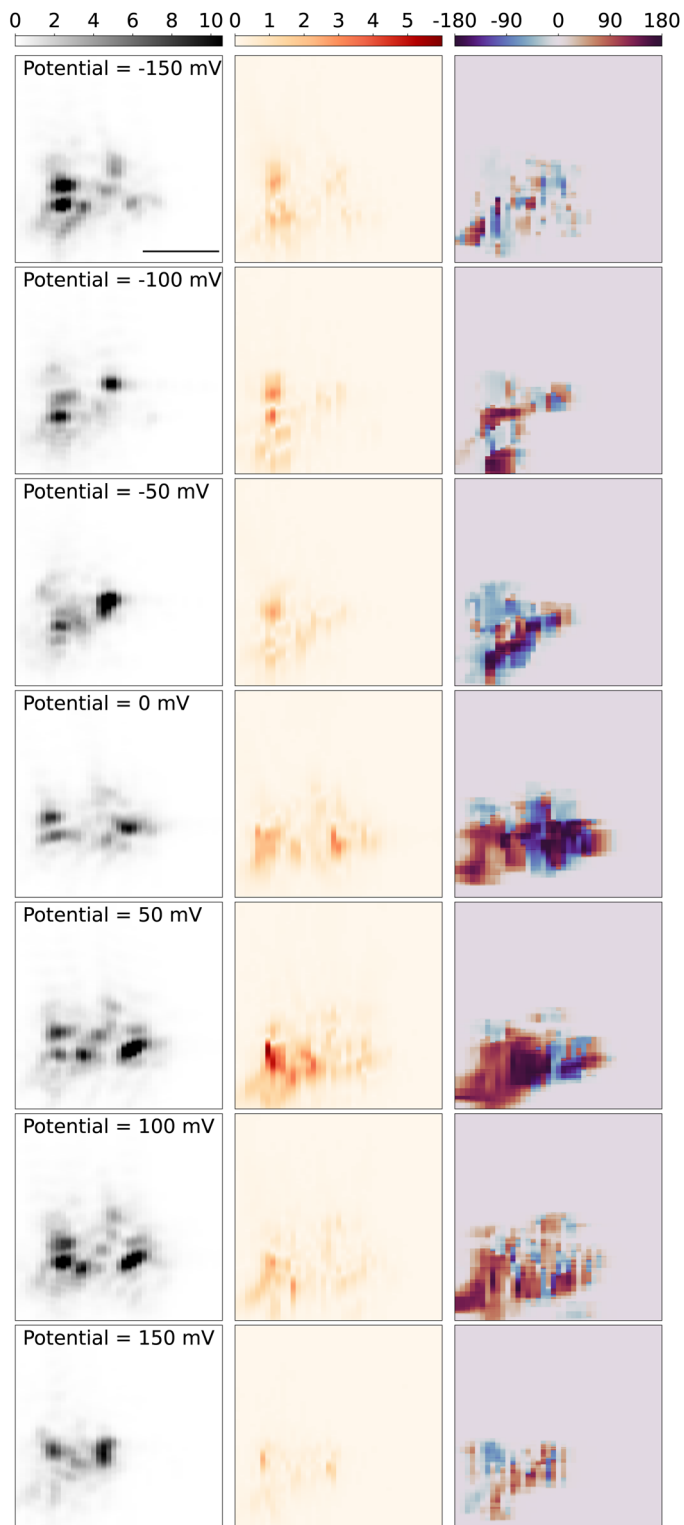 0 2 4 6 8 10 0 1 2 3 4 5 -180 -90 0 90 180
Potential = -150 mV
Potential = -100 mV
Potential = -50 mV
Potential = 0 mV
Potential = 50 mV
Potential = 100 mV
Potential = 150 mV